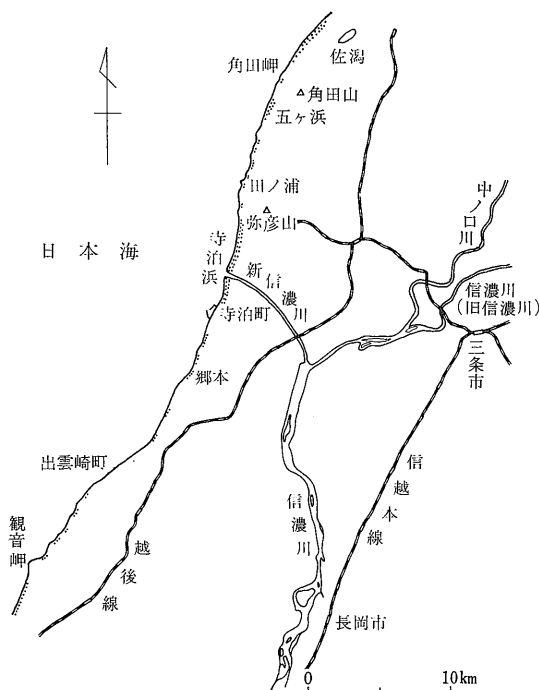 佐潟
角田岬
角田山
五ヶ浜
田ノ浦
弥彦山
中ノ口川
日本海
寺泊浜
新信濃川
信濃川
(旧信濃川)
寺泊町
三条市
郷本
出雲崎町
信濃川
信越本線
観音岬
越後線
長岡市
0 10km